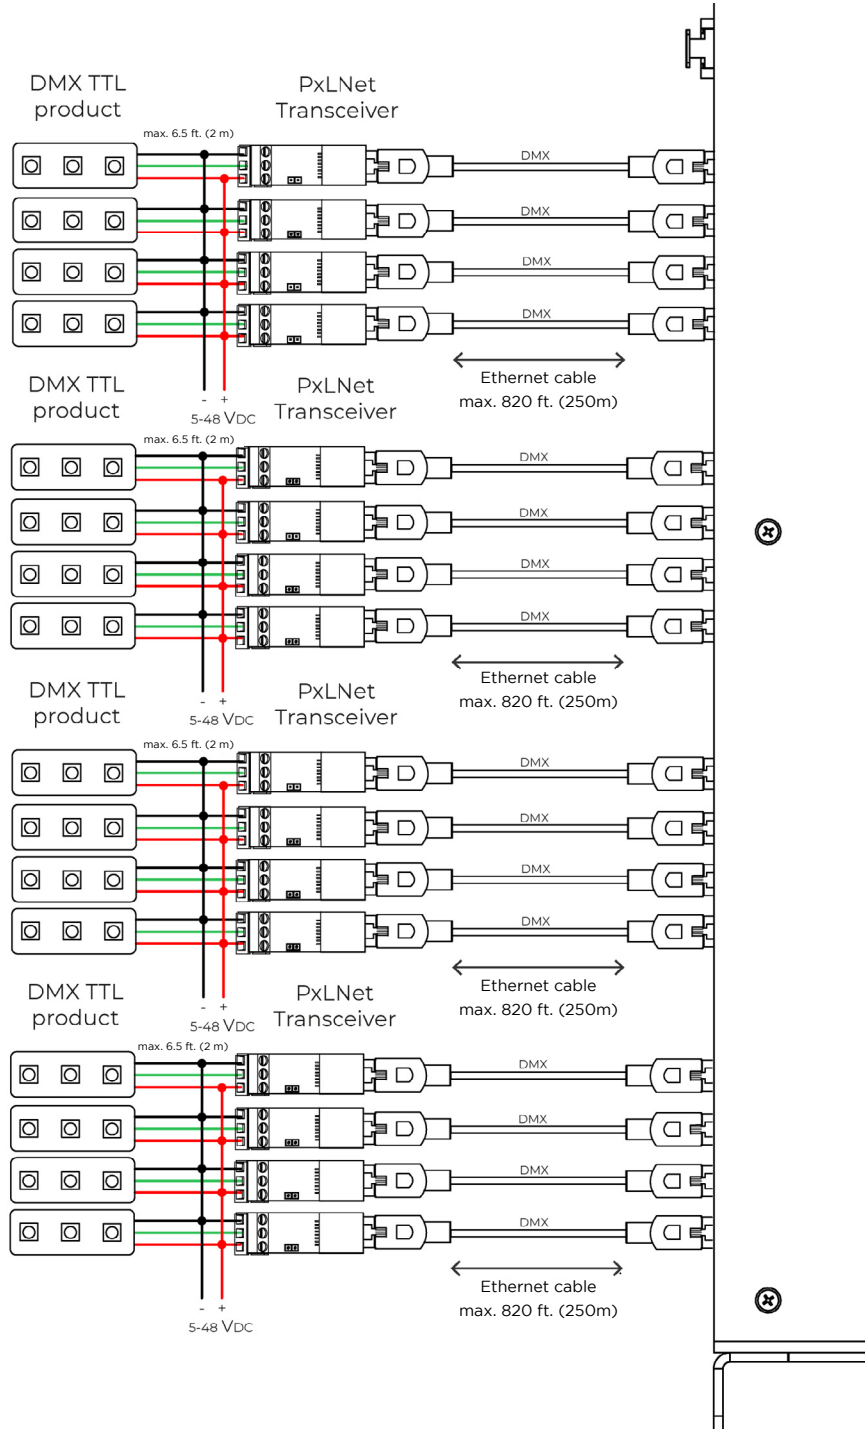 DMX TTL
product
PxLNet
Transceiver
max. 6.5 ft. (2 m)
DMX
DMX
DMX
DMX
- +
5-48 VDC
Ethernet cable
max. 820 ft. (250m)
DMX TTL
product
PxLNet
Transceiver
max. 6.5 ft. (2 m)
DMX
DMX
DMX
DMX
- +
5-48 VDC
Ethernet cable
max. 820 ft. (250m)
DMX TTL
product
PxLNet
Transceiver
max. 6.5 ft. (2 m)
DMX
DMX
DMX
DMX
- +
5-48 VDC
Ethernet cable
max. 820 ft. (250m)
DMX TTL
product
PxLNet
Transceiver
max. 6.5 ft. (2 m)
DMX
DMX
DMX
DMX
- +
5-48 VDC
Ethernet cable
max. 820 ft. (250m)